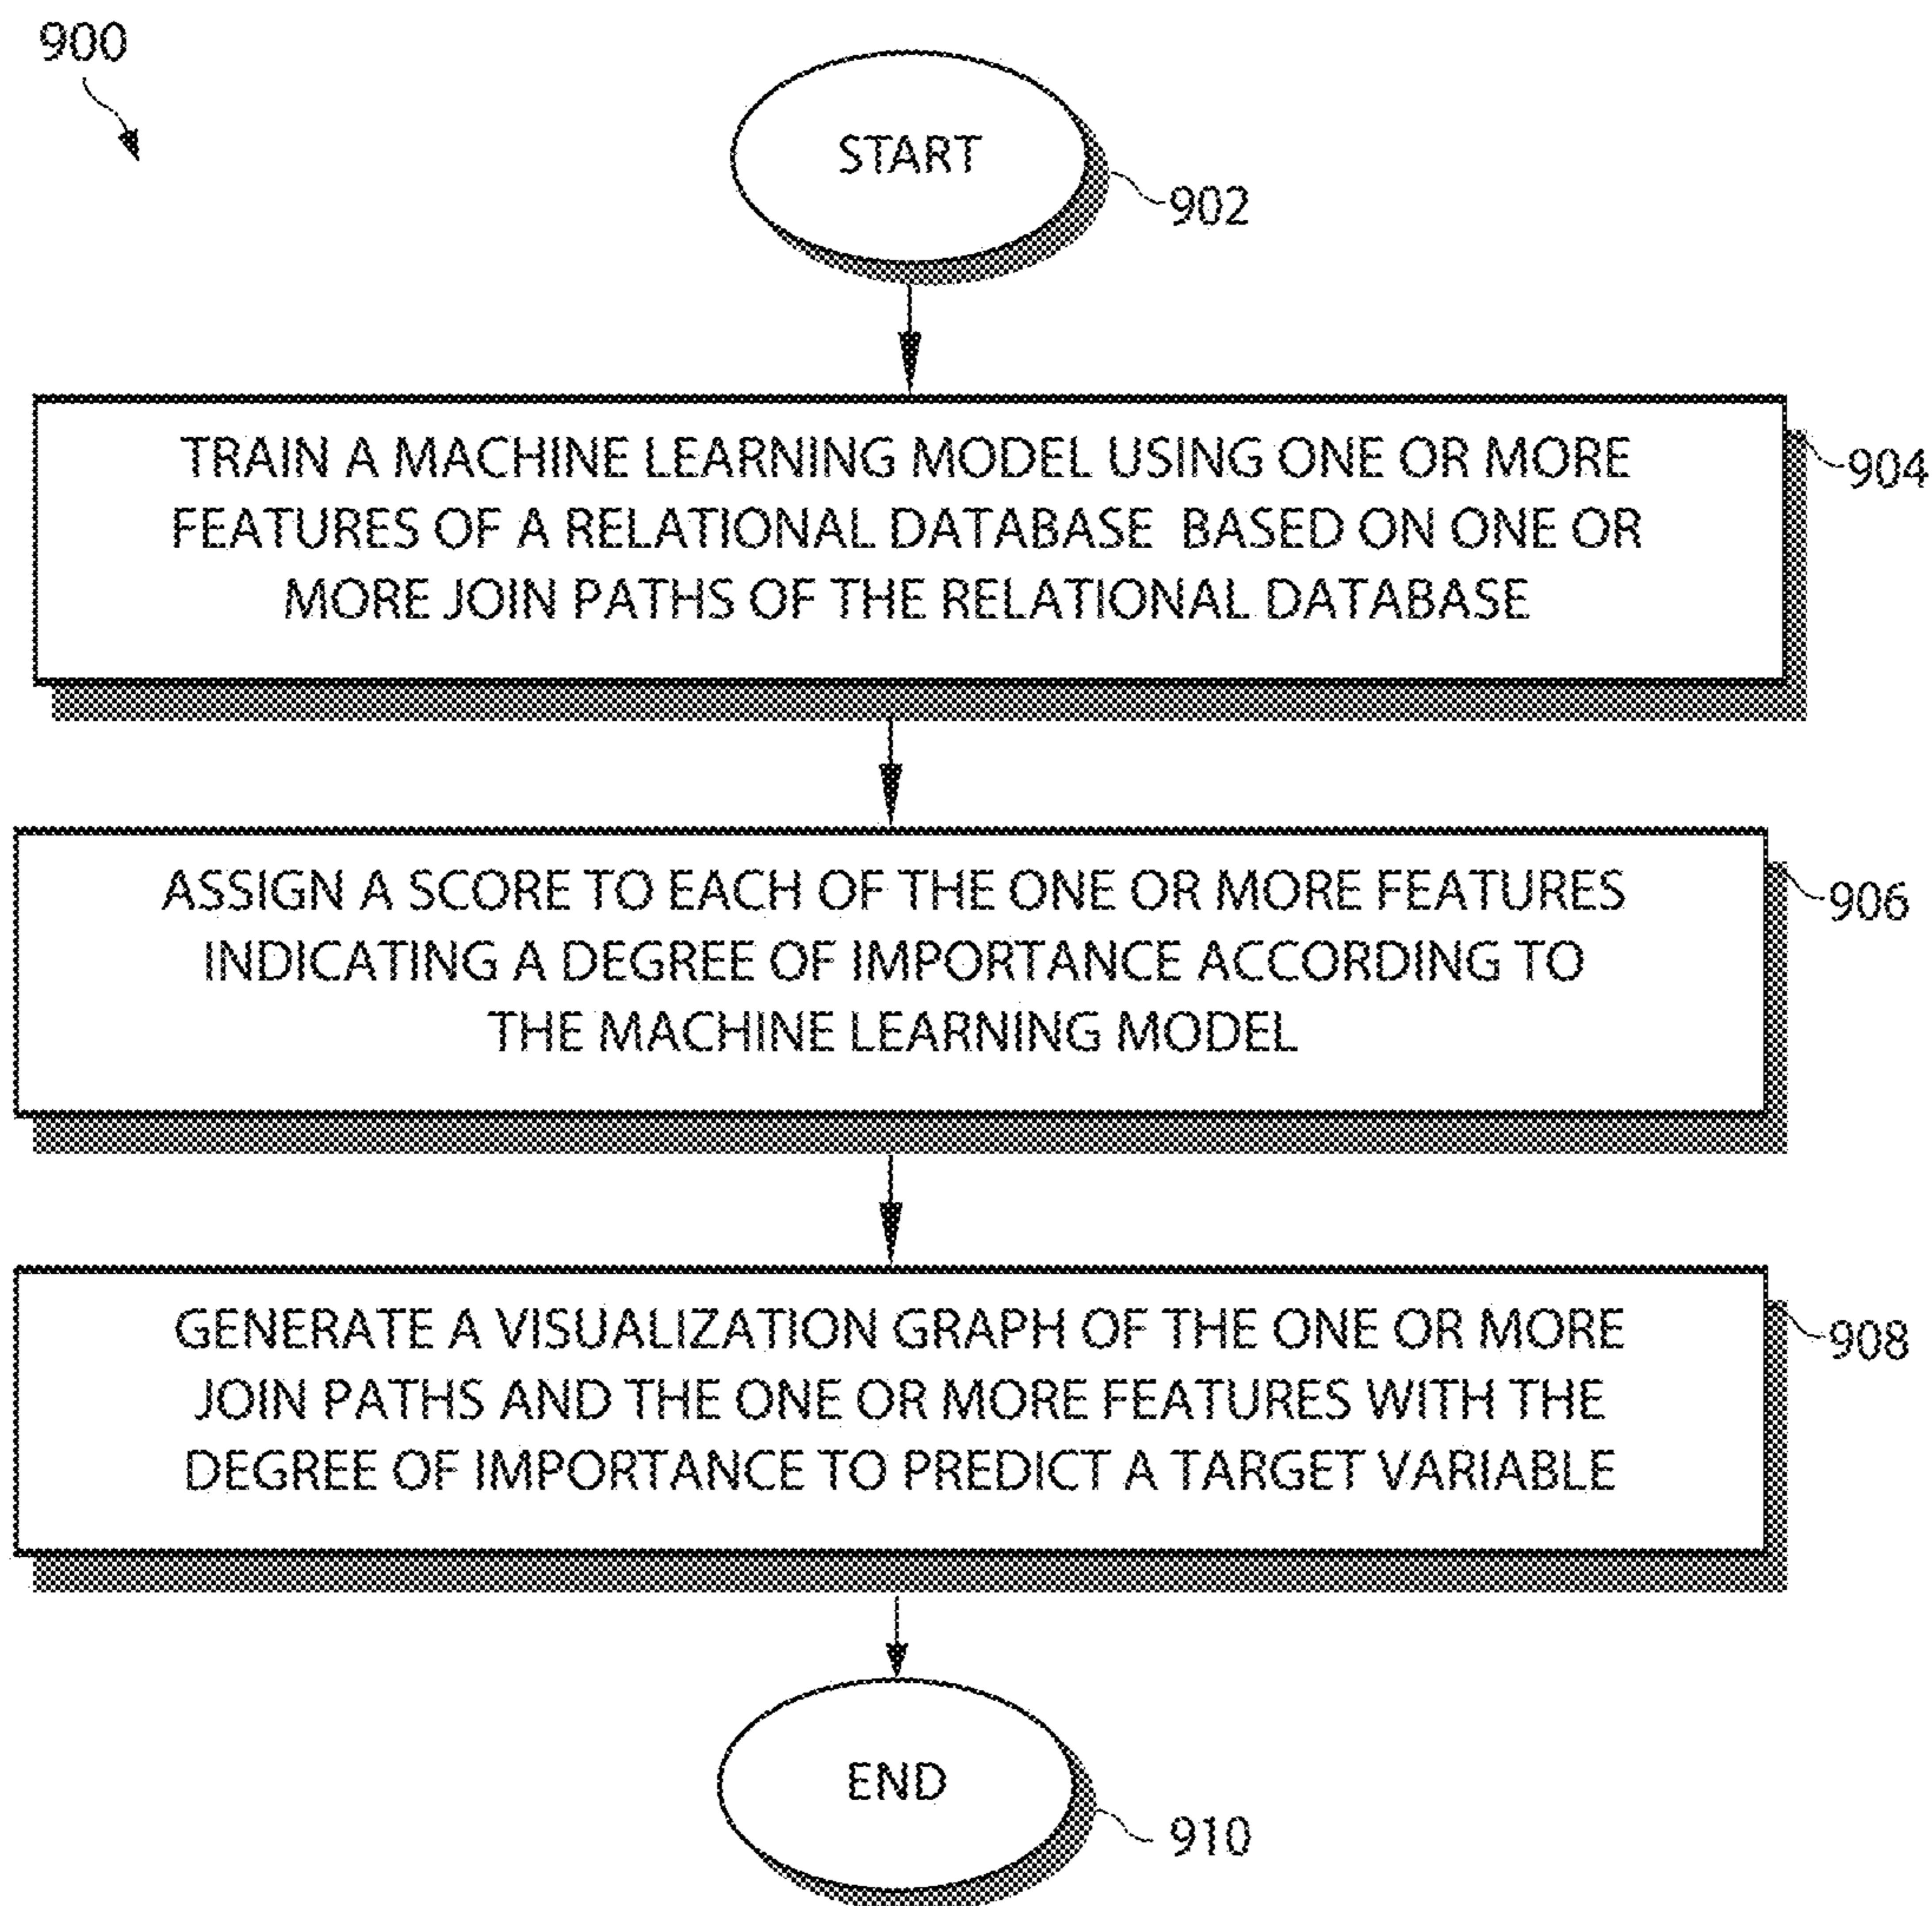 900
START
902
TRAIN A MACHINE LEARNING MODEL USING ONE OR MORE
FEATURES OF A RELATIONAL DATABASE BASED ON ONE OR
MORE JOIN PATHS OF THE RELATIONAL DATABASE
904
ASSIGN A SCORE TO EACH OF THE ONE OR MORE FEATURES
INDICATING A DEGREE OF IMPORTANCE ACCORDING TO
THE MACHINE LEARNING MODEL
906
GENERATE A VISUALIZATION GRAPH OF THE ONE OR MORE
JOIN PATHS AND THE ONE OR MORE FEATURES WITH THE
DEGREE OF IMPORTANCE TO PREDICT A TARGET VARIABLE
908
END
910